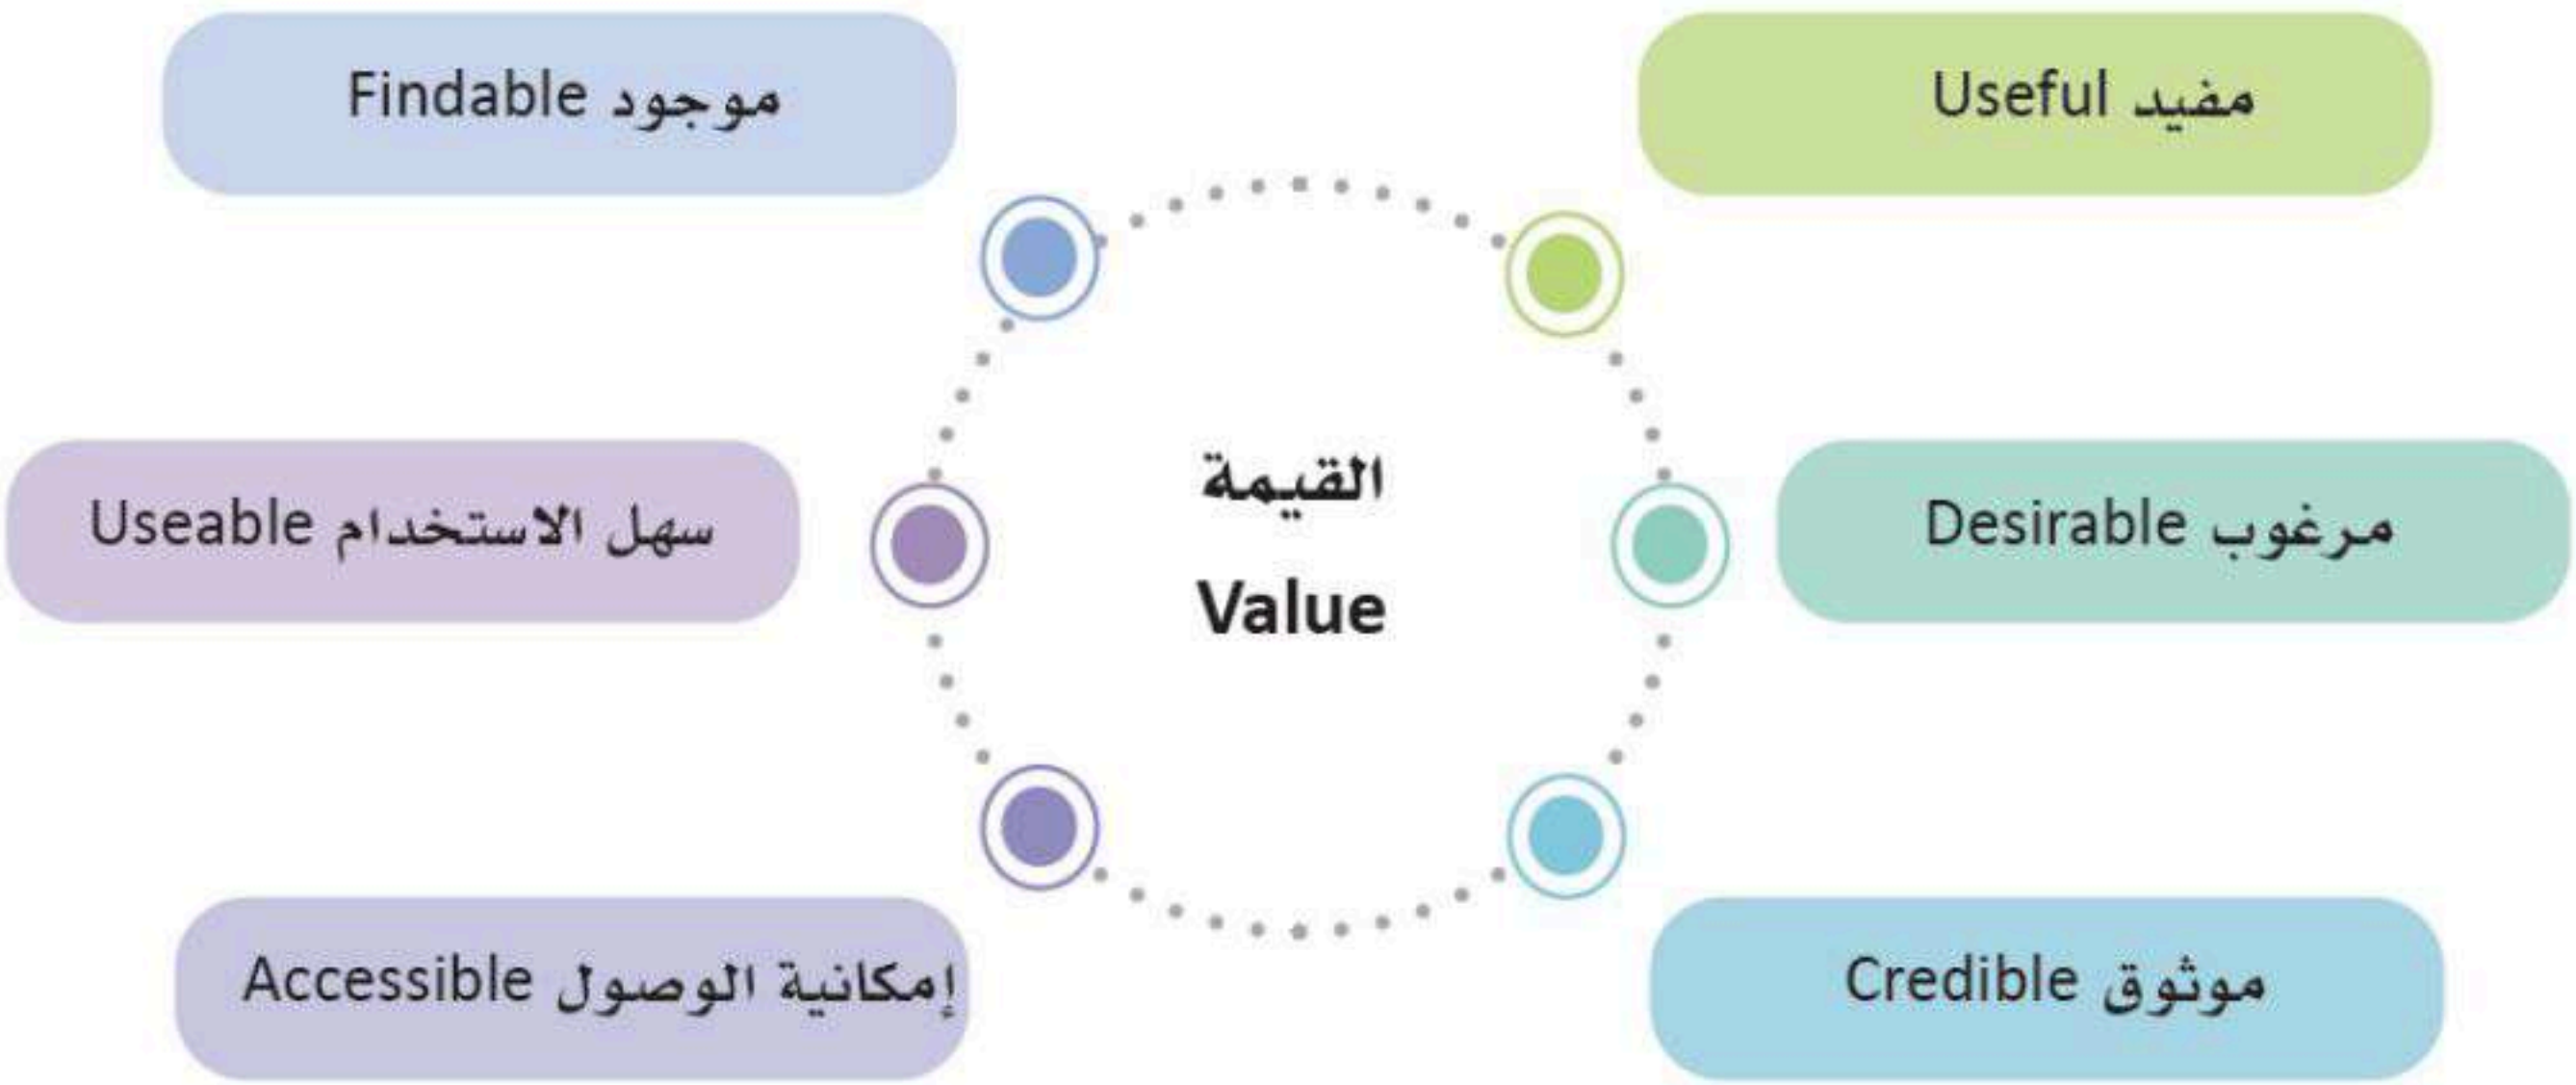 مفيد Useful
موجود Findable
القيمة
Value
مرغوب Desirable
سهل الاستخدام Useable
موثوق Credible
إمكانية الوصول Accessible